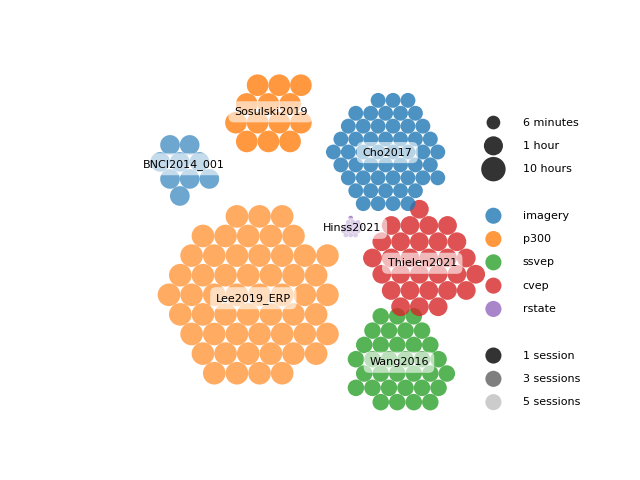 Sosulski2019
BNCI2014_001
Cho2017
Hinss2021
Thielen2021
Lee2019_ERP
Wang2016
6 minutes
1 hour
10 hours
imagery
p300
ssvep
cvep
rstate
1 session
3 sessions
5 sessions